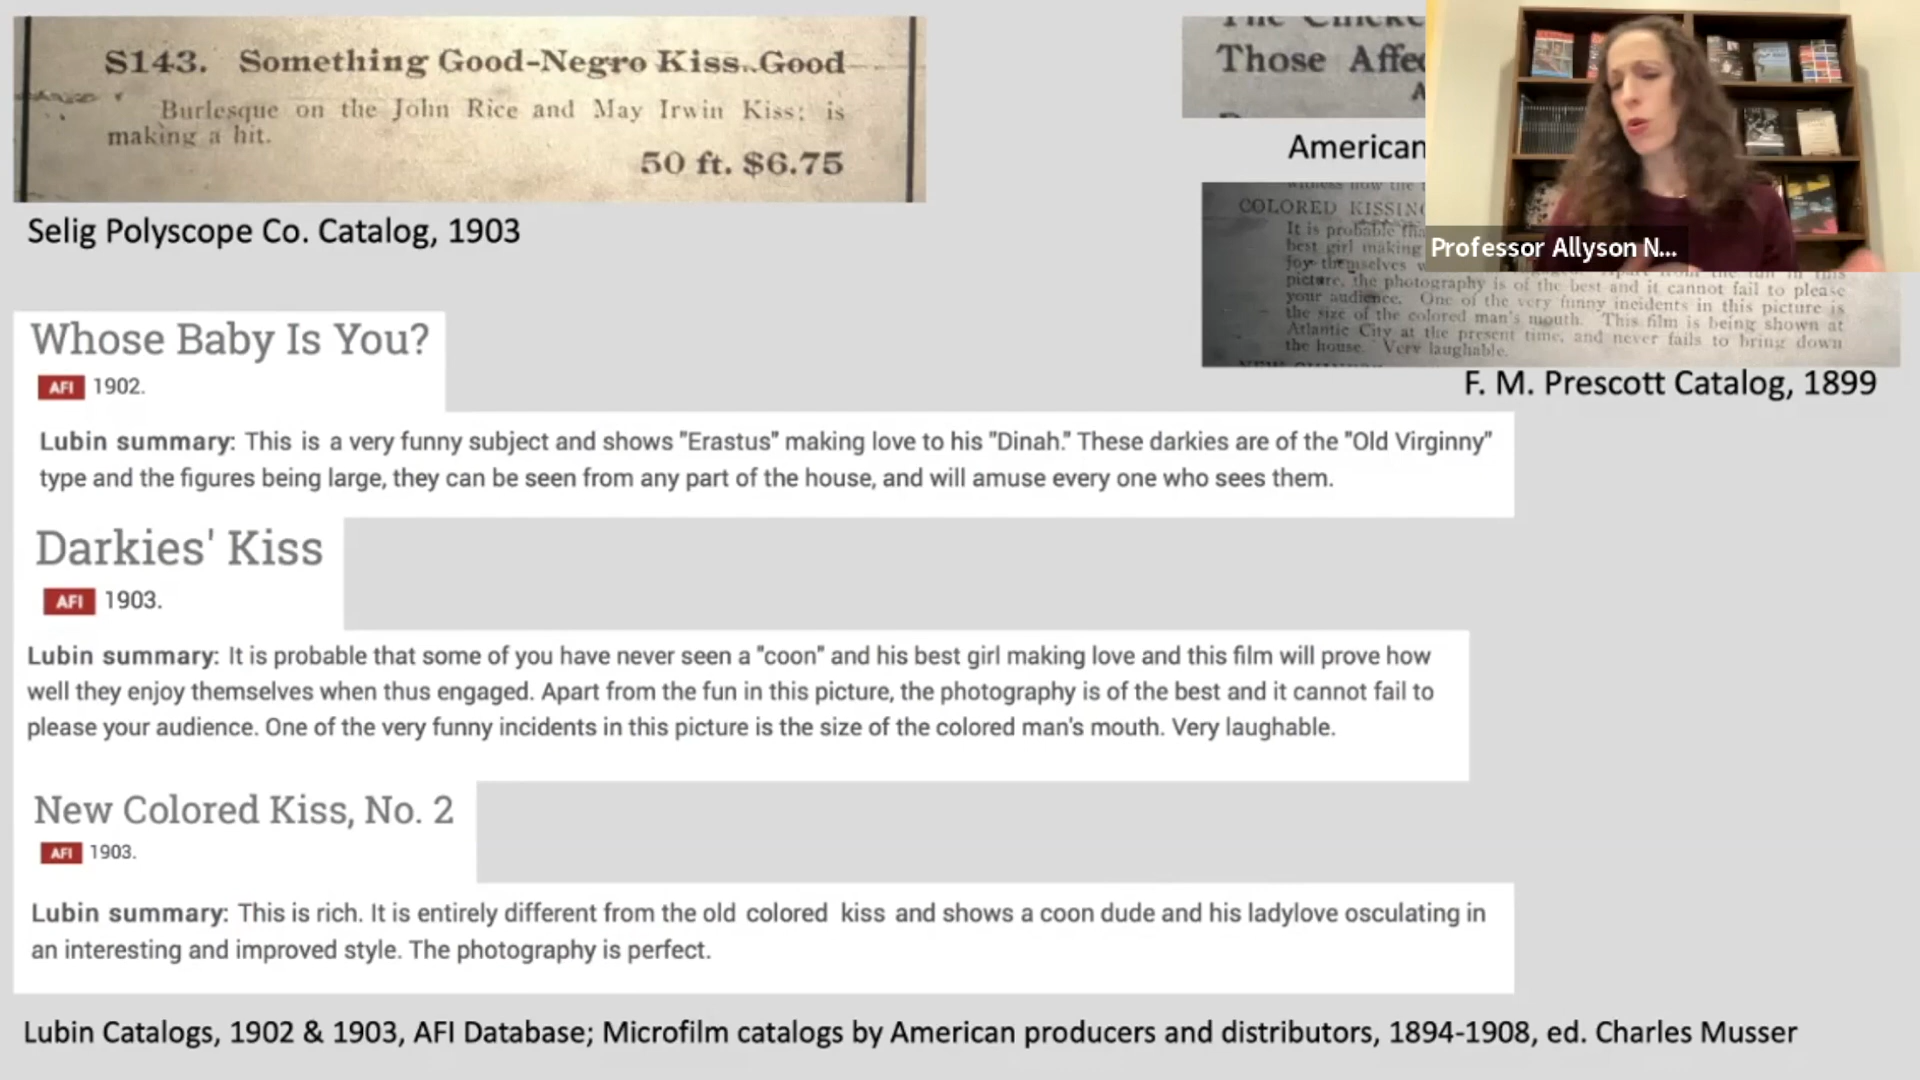 S143. Something Good-Negro Kiss..Good
Burlesque on the John Rice and May Irwin Kiss; is
making a hit.
50 ft. $6.75
Selig Polyscope Co. Catalog, 1903
Those
American
COLORED
It is probable
best girl making
joy themselves
picture, the photography is of the best and it cannot fail to please
your audience. One of the very funny incidents in this picture is
the size of the colored man's mouth. This film is being shown at
Atlantic City at the present time, and never fails to bring down
the house. Very laughable.
F. M. Prescott Catalog, 1899
Professor Allyson N...
Whose Baby Is You?
AFI 1902.
Lubin summary: This is a very funny subject and shows "Erastus" making love to his "Dinah." These darkies are of the "Old Virginny"
type and the figures being large, they can be seen from any part of the house, and will amuse every one who sees them.
Darkies' Kiss
AFI 1903.
Lubin summary: It is probable that some of you have never seen a "coon" and his best girl making love and this film will prove how
well they enjoy themselves when thus engaged. Apart from the fun in this picture, the photography is of the best and it cannot fail to
please your audience. One of the very funny incidents in this picture is the size of the colored man's mouth. Very laughable.
New Colored Kiss, No. 2
AFI 1903.
Lubin summary: This is rich. It is entirely different from the old colored kiss and shows a coon dude and his ladylove osculating in
an interesting and improved style. The photography is perfect.
Lubin Catalogs, 1902 & 1903, AFI Database; Microfilm catalogs by American producers and distributors, 1894-1908, ed. Charles Musser